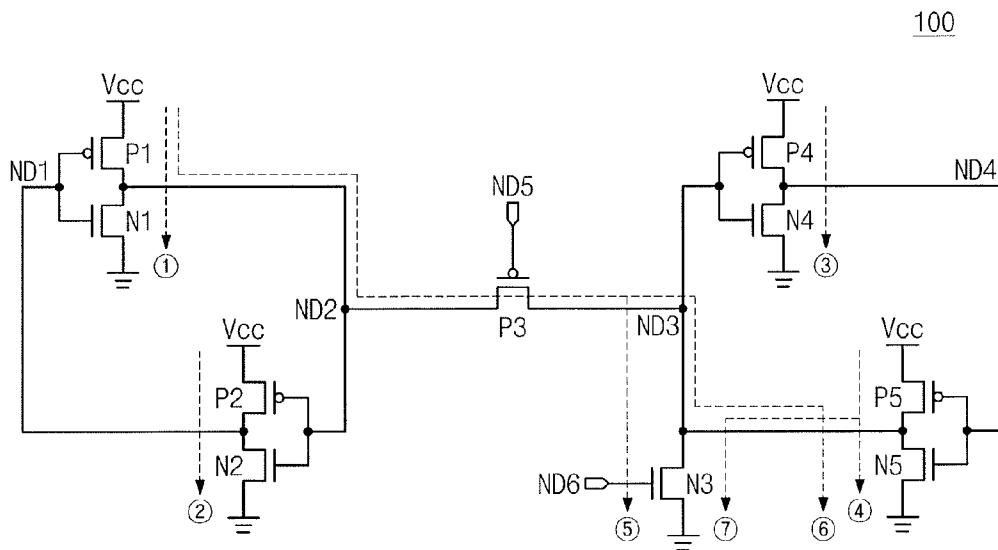 100
Vcc
Vcc
P1
P4
ND1
ND5
ND4
N1
N4
①
③
ND2
P3
ND3
Vcc
Vcc
P2
P5
N2
N5
ND6
N3
②
⑤
⑦
⑥
④